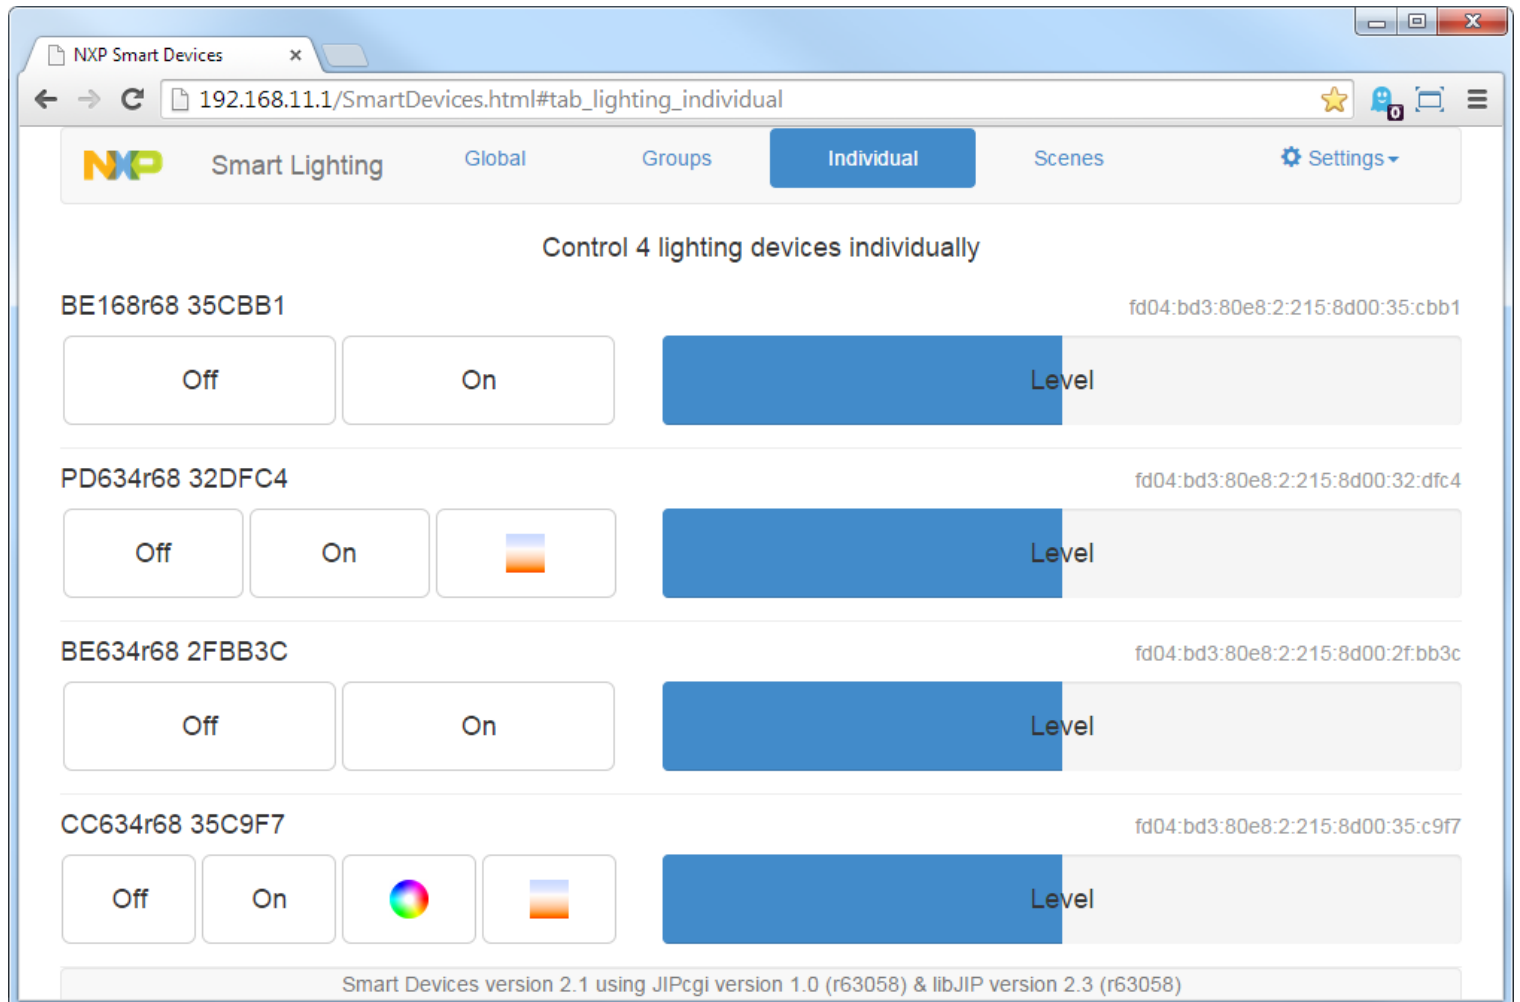 NXP Smart Devices
192.168.11.1/SmartDevices.html#tab_lighting_individual
0
NXP Smart Lighting Global Groups Individual Scenes Settings
Control 4 lighting devices individually
BE168r68 35CBB1 fd04:bd3:80e8:2:215:8d00:35:cbb1
Off On Level
PD634r68 32DFC4 fd04:bd3:80e8:2:215:8d00:32:dfc4
Off On Level
BE634r68 2FBB3C fd04:bd3:80e8:2:215:8d00:2f:bb3c
Off On Level
CC634r68 35C9F7 fd04:bd3:80e8:2:215:8d00:35:c9f7
Off On Level
Smart Devices version 2.1 using JIPcgi version 1.0 (r63058) & libJIP version 2.3 (r63058)